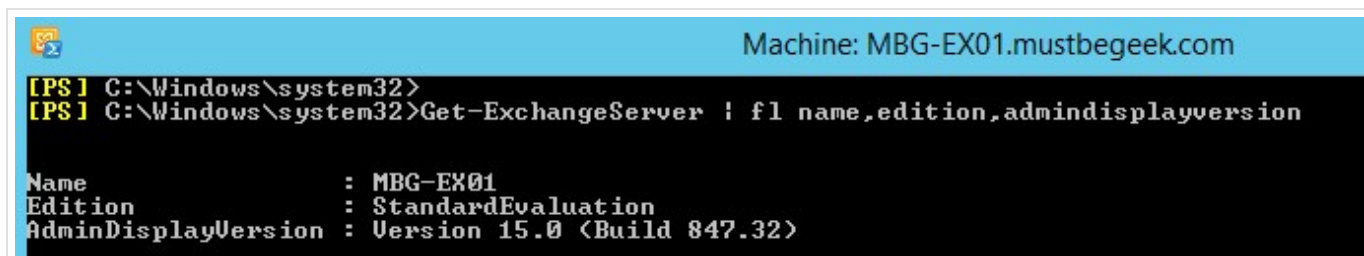 Machine: MBG-EX01.mustbegeek.com
[PS] C:\Windows\system32>
[PS] C:\Windows\system32>Get-ExchangeServer | fl name,edition,admindisplayversion
Name : MBG-EX01
Edition : StandardEvaluation
AdminDisplayVersion : Version 15.0 (Build 847.32)